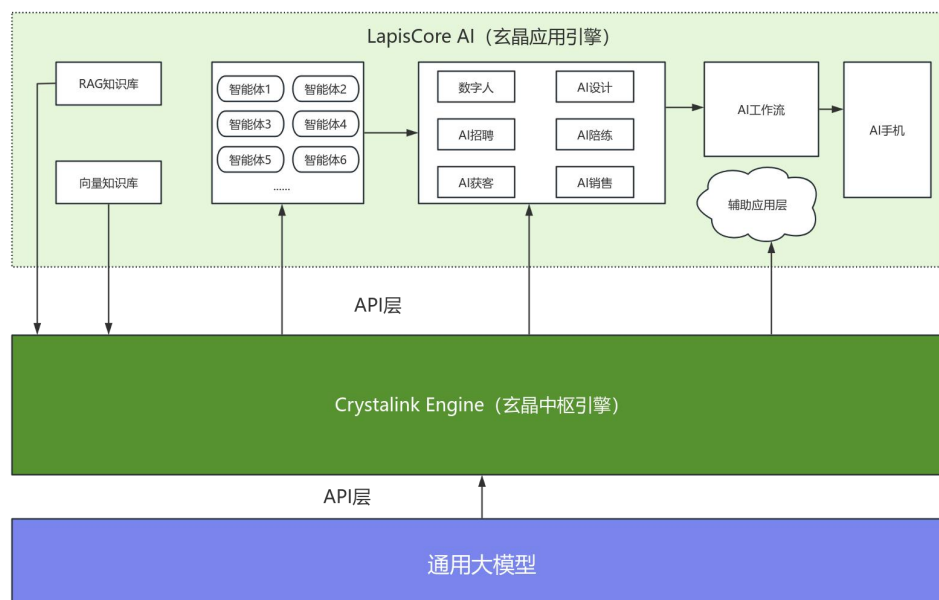 LapisCore AI（玄晶应用引擎）
RAG知识库
向量知识库
智能体1
智能体2
智能体3
智能体4
智能体5
智能体6
......
数字人
AI设计
AI招聘
AI陪练
AI获客
AI销售
AI工作流
辅助应用层
AI手机
API层
Crystalink Engine（玄晶中枢引擎）
API层
通用大模型